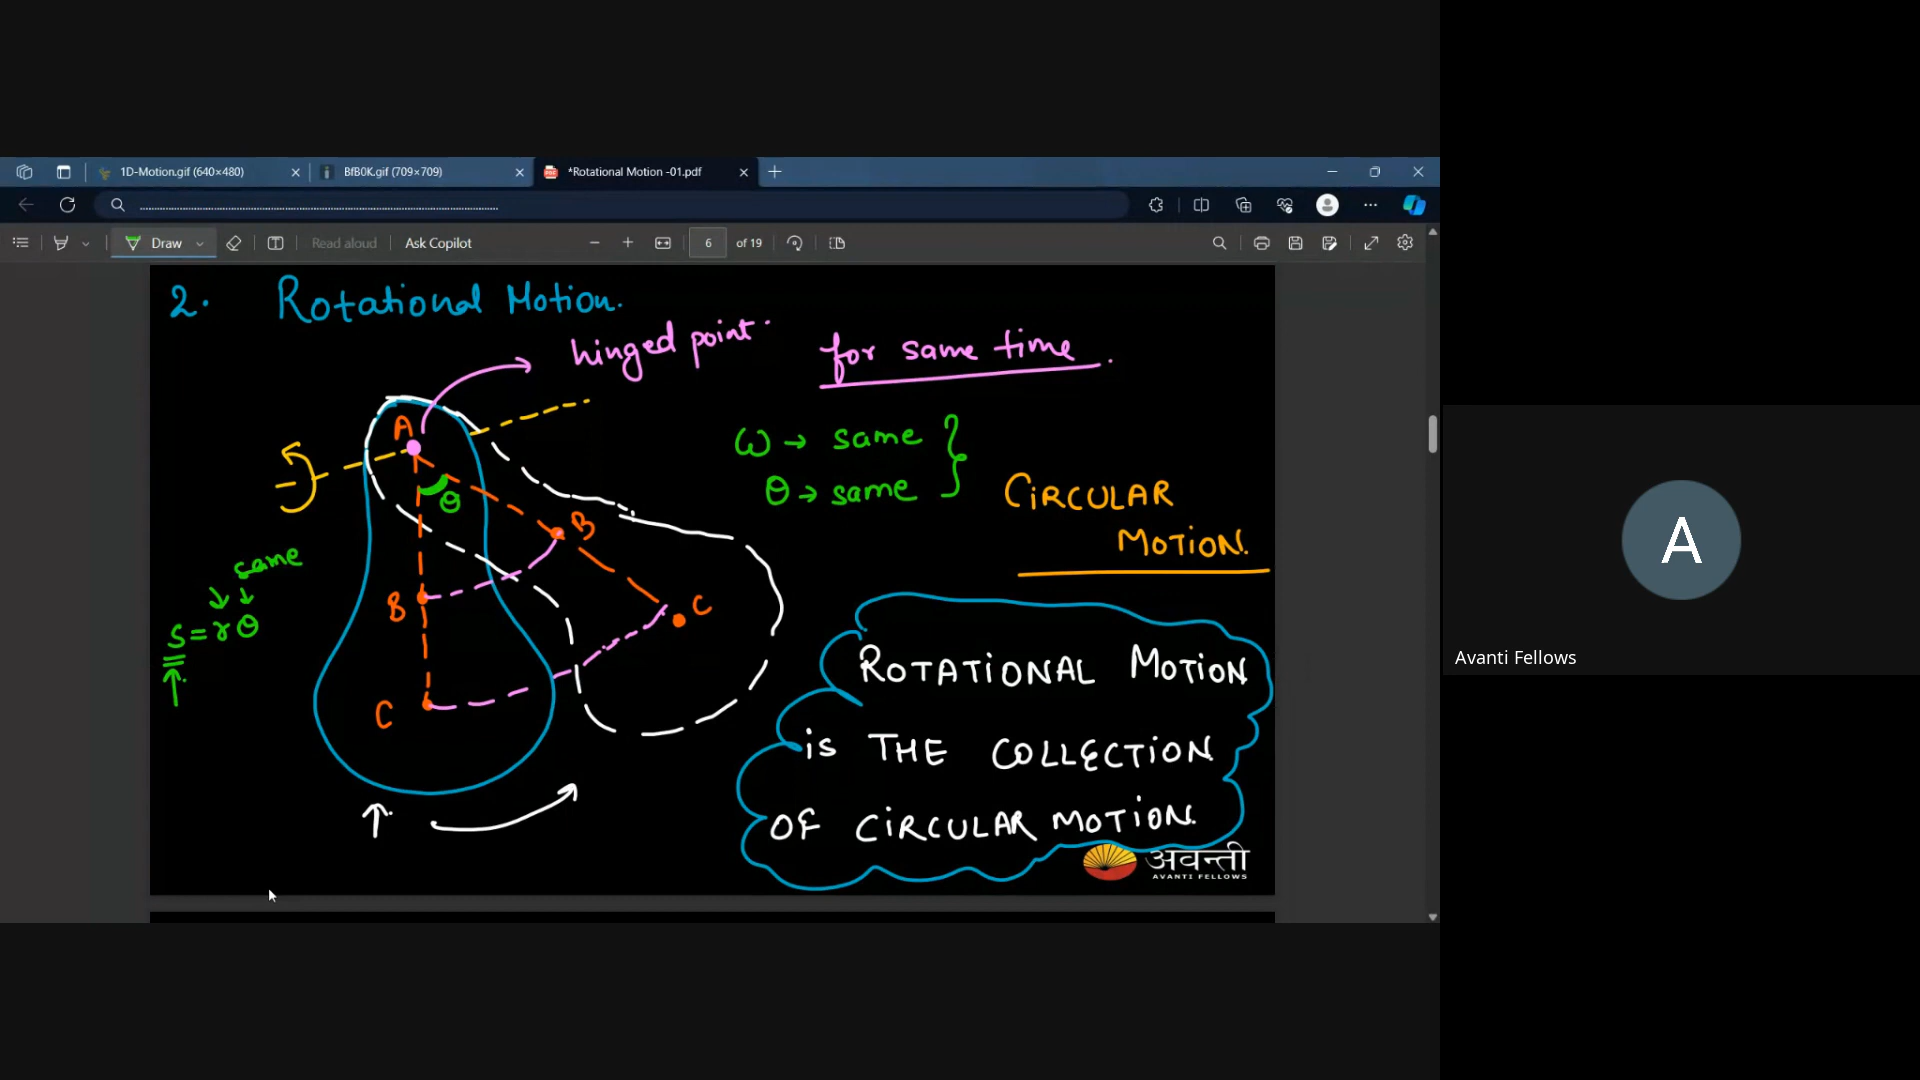 1D-Motion.gif (640×480)
BfB0K.gif (709×709)
*Rotational Motion -01.pdf
Draw
Read aloud
Ask Copilot
6
of 19
2. Rotational Motion.
hinged point
for same time.
A
ω → same
θ → same
CIRCULAR
MOTION.
θ
B
same
B
S = rθ
C
C
ROTATIONAL MOTION
is THE COLLECTION
OF CIRCULAR MOTION.
अवन्ती
AVANTI FELLOWS
A
Avanti Fellows